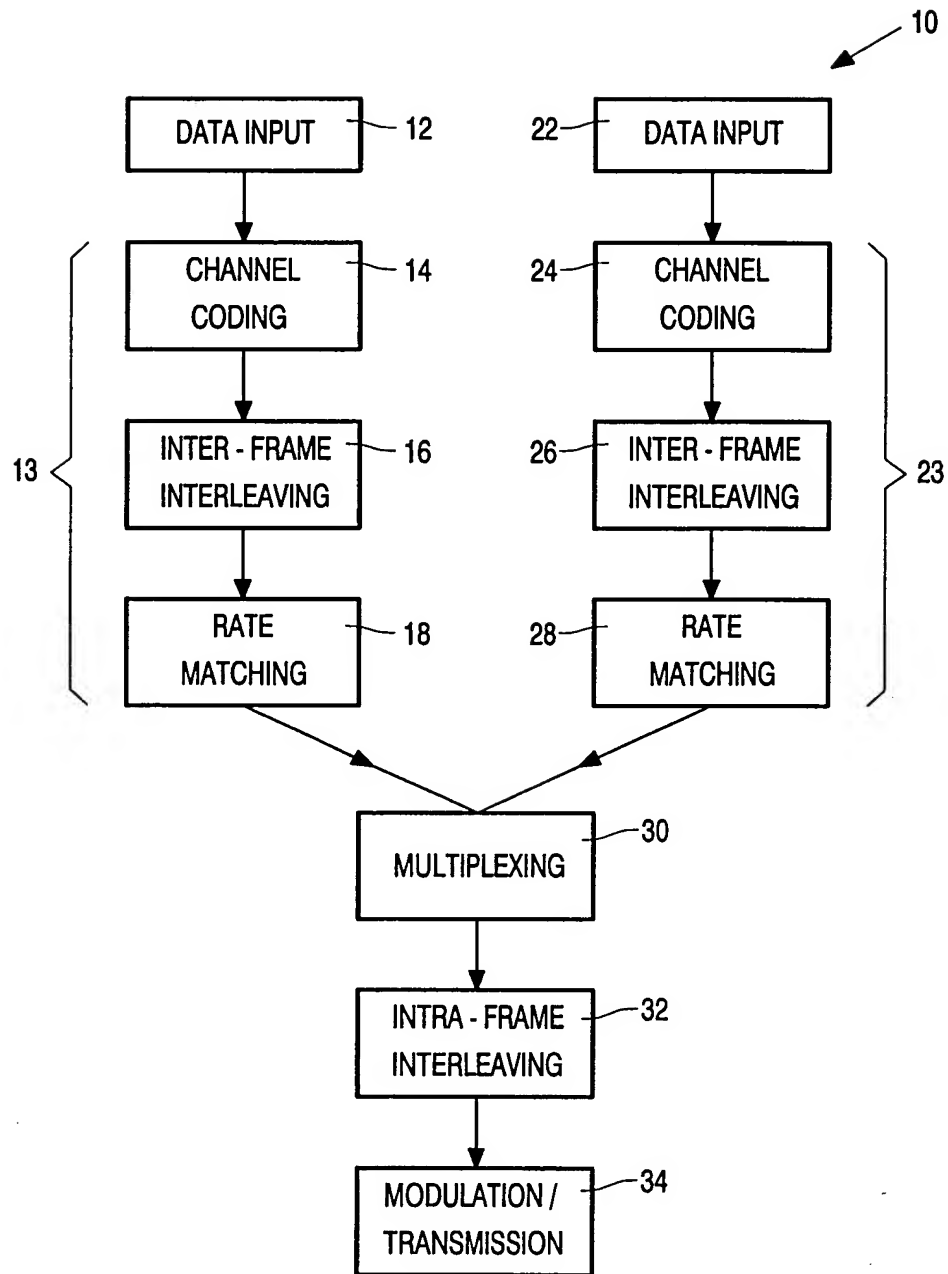 10
DATA INPUT
12
22
DATA INPUT
CHANNEL
CODING
14
24
CHANNEL
CODING
13
INTER - FRAME
INTERLEAVING
16
26
INTER - FRAME
INTERLEAVING
23
RATE
MATCHING
18
28
RATE
MATCHING
MULTIPLEXING
30
INTRA - FRAME
INTERLEAVING
32
MODULATION /
TRANSMISSION
34